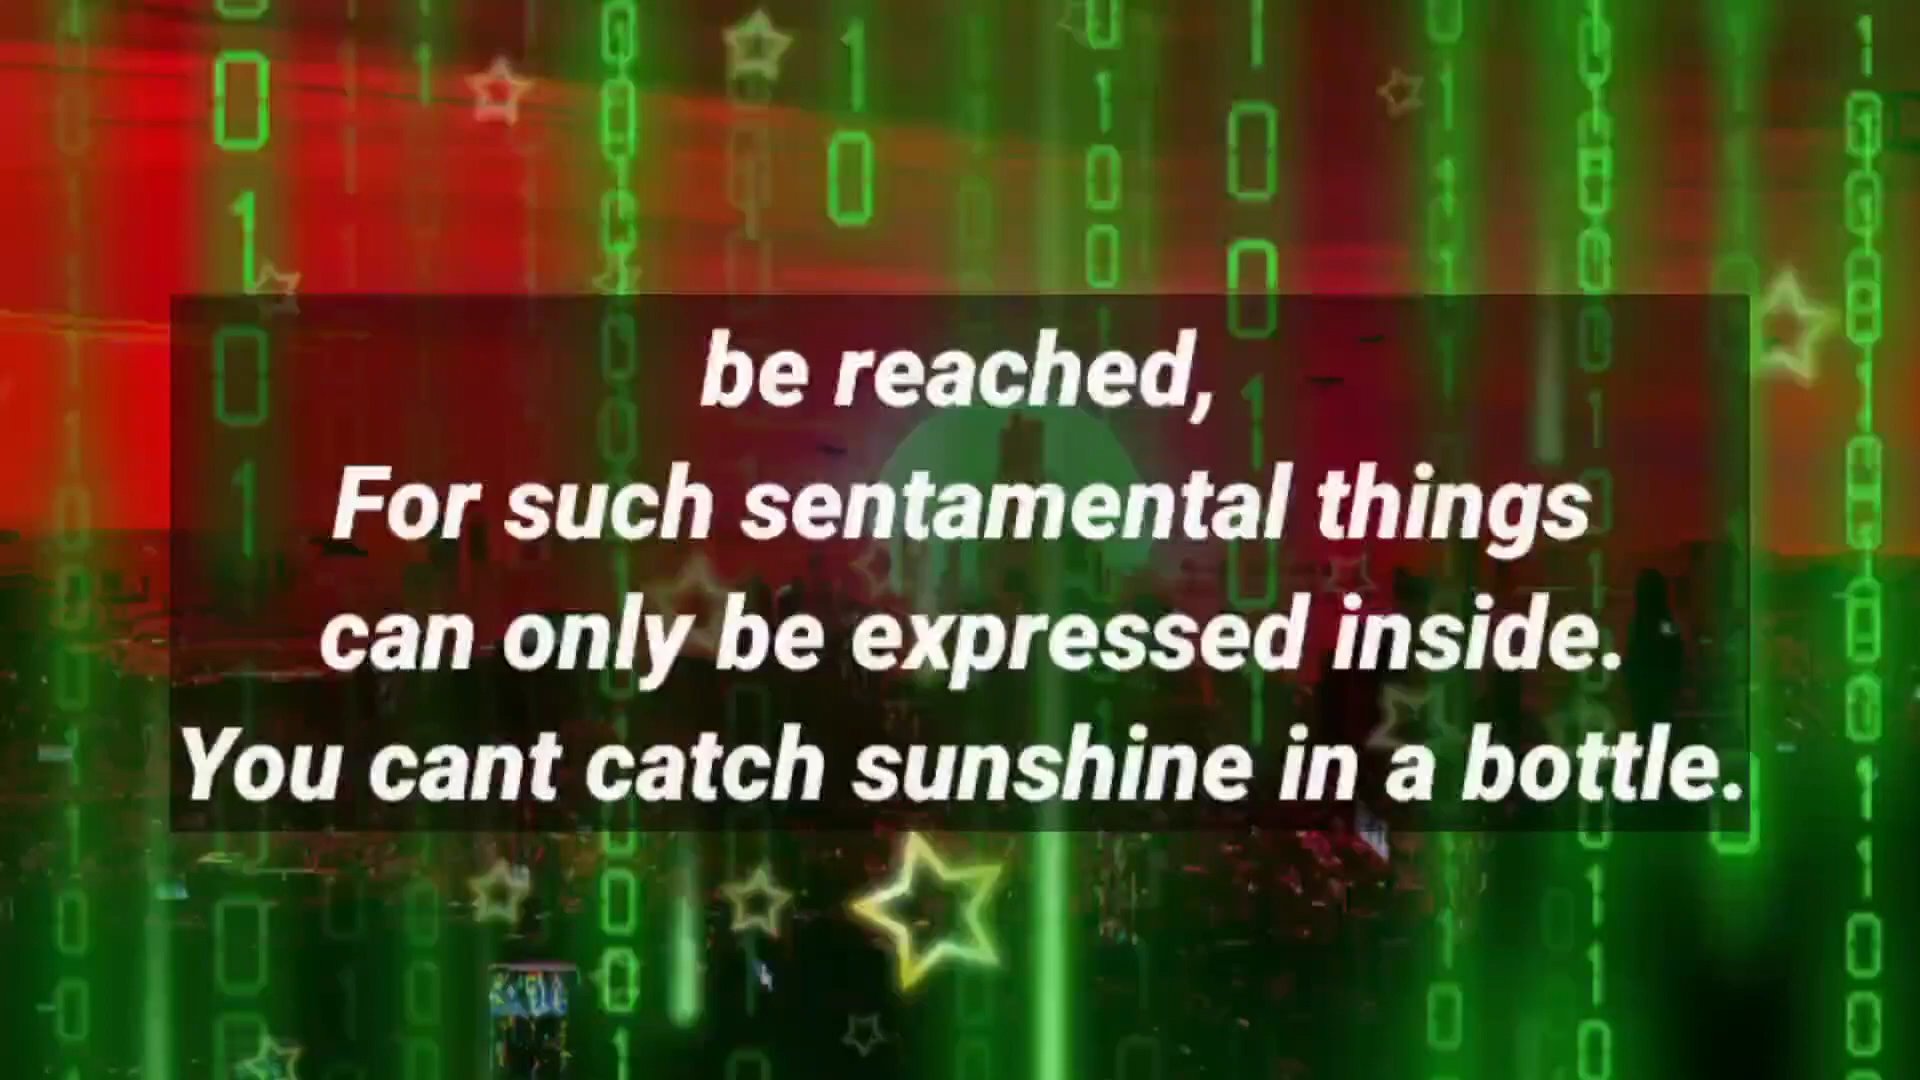 be reached,
For such sentamental things
can only be expressed inside.
You cant catch sunshine in a bottle.